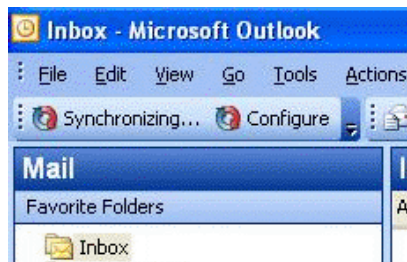 Inbox - Microsoft Outlook
File Edit View Go Tools Actions
Synchronizing... Configure
Mail
Favorite Folders
Inbox